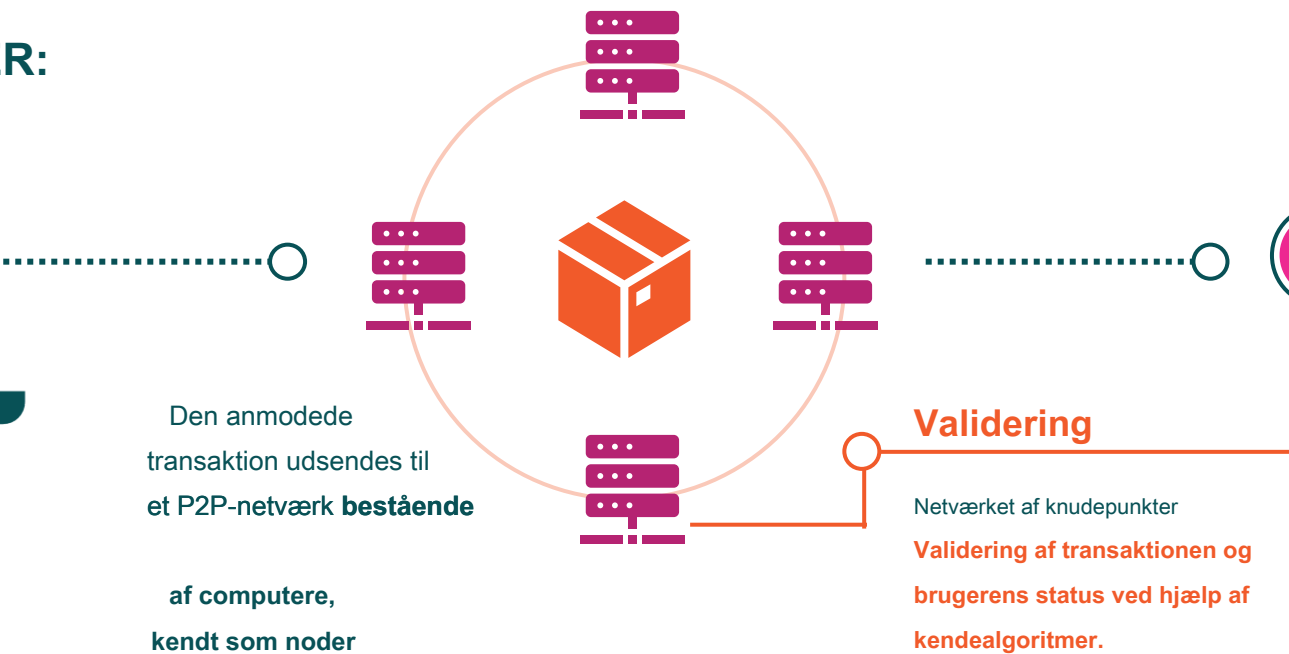 R:
Den anmodede
transaktion udsendes til
et P2P-netværk bestående
af computere,
kendt som noder
Validering
Netværket af knudepunkter
Validering af transaktionen og
brugerens status ved hjælp af
kendealgoritmer.